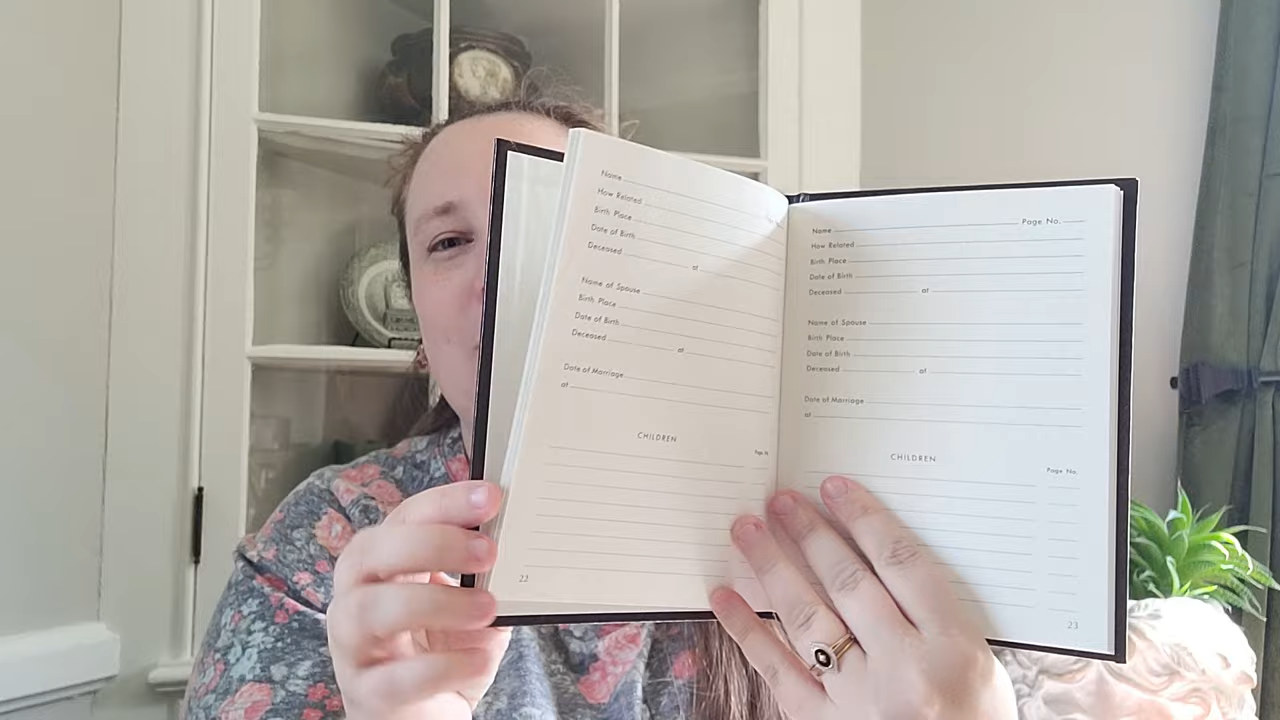 Name
How Related
Birth Place
Date of Birth
Deceased at
Name of Spouse
Birth Place
Date of Birth
Deceased at
Date of Marriage
at
CHILDREN
Page No.
22
Name Page No.
How Related
Birth Place
Date of Birth
Deceased at
Name of Spouse
Birth Place
Date of Birth
Deceased at
Date of Marriage
at
CHILDREN
Page No.
23